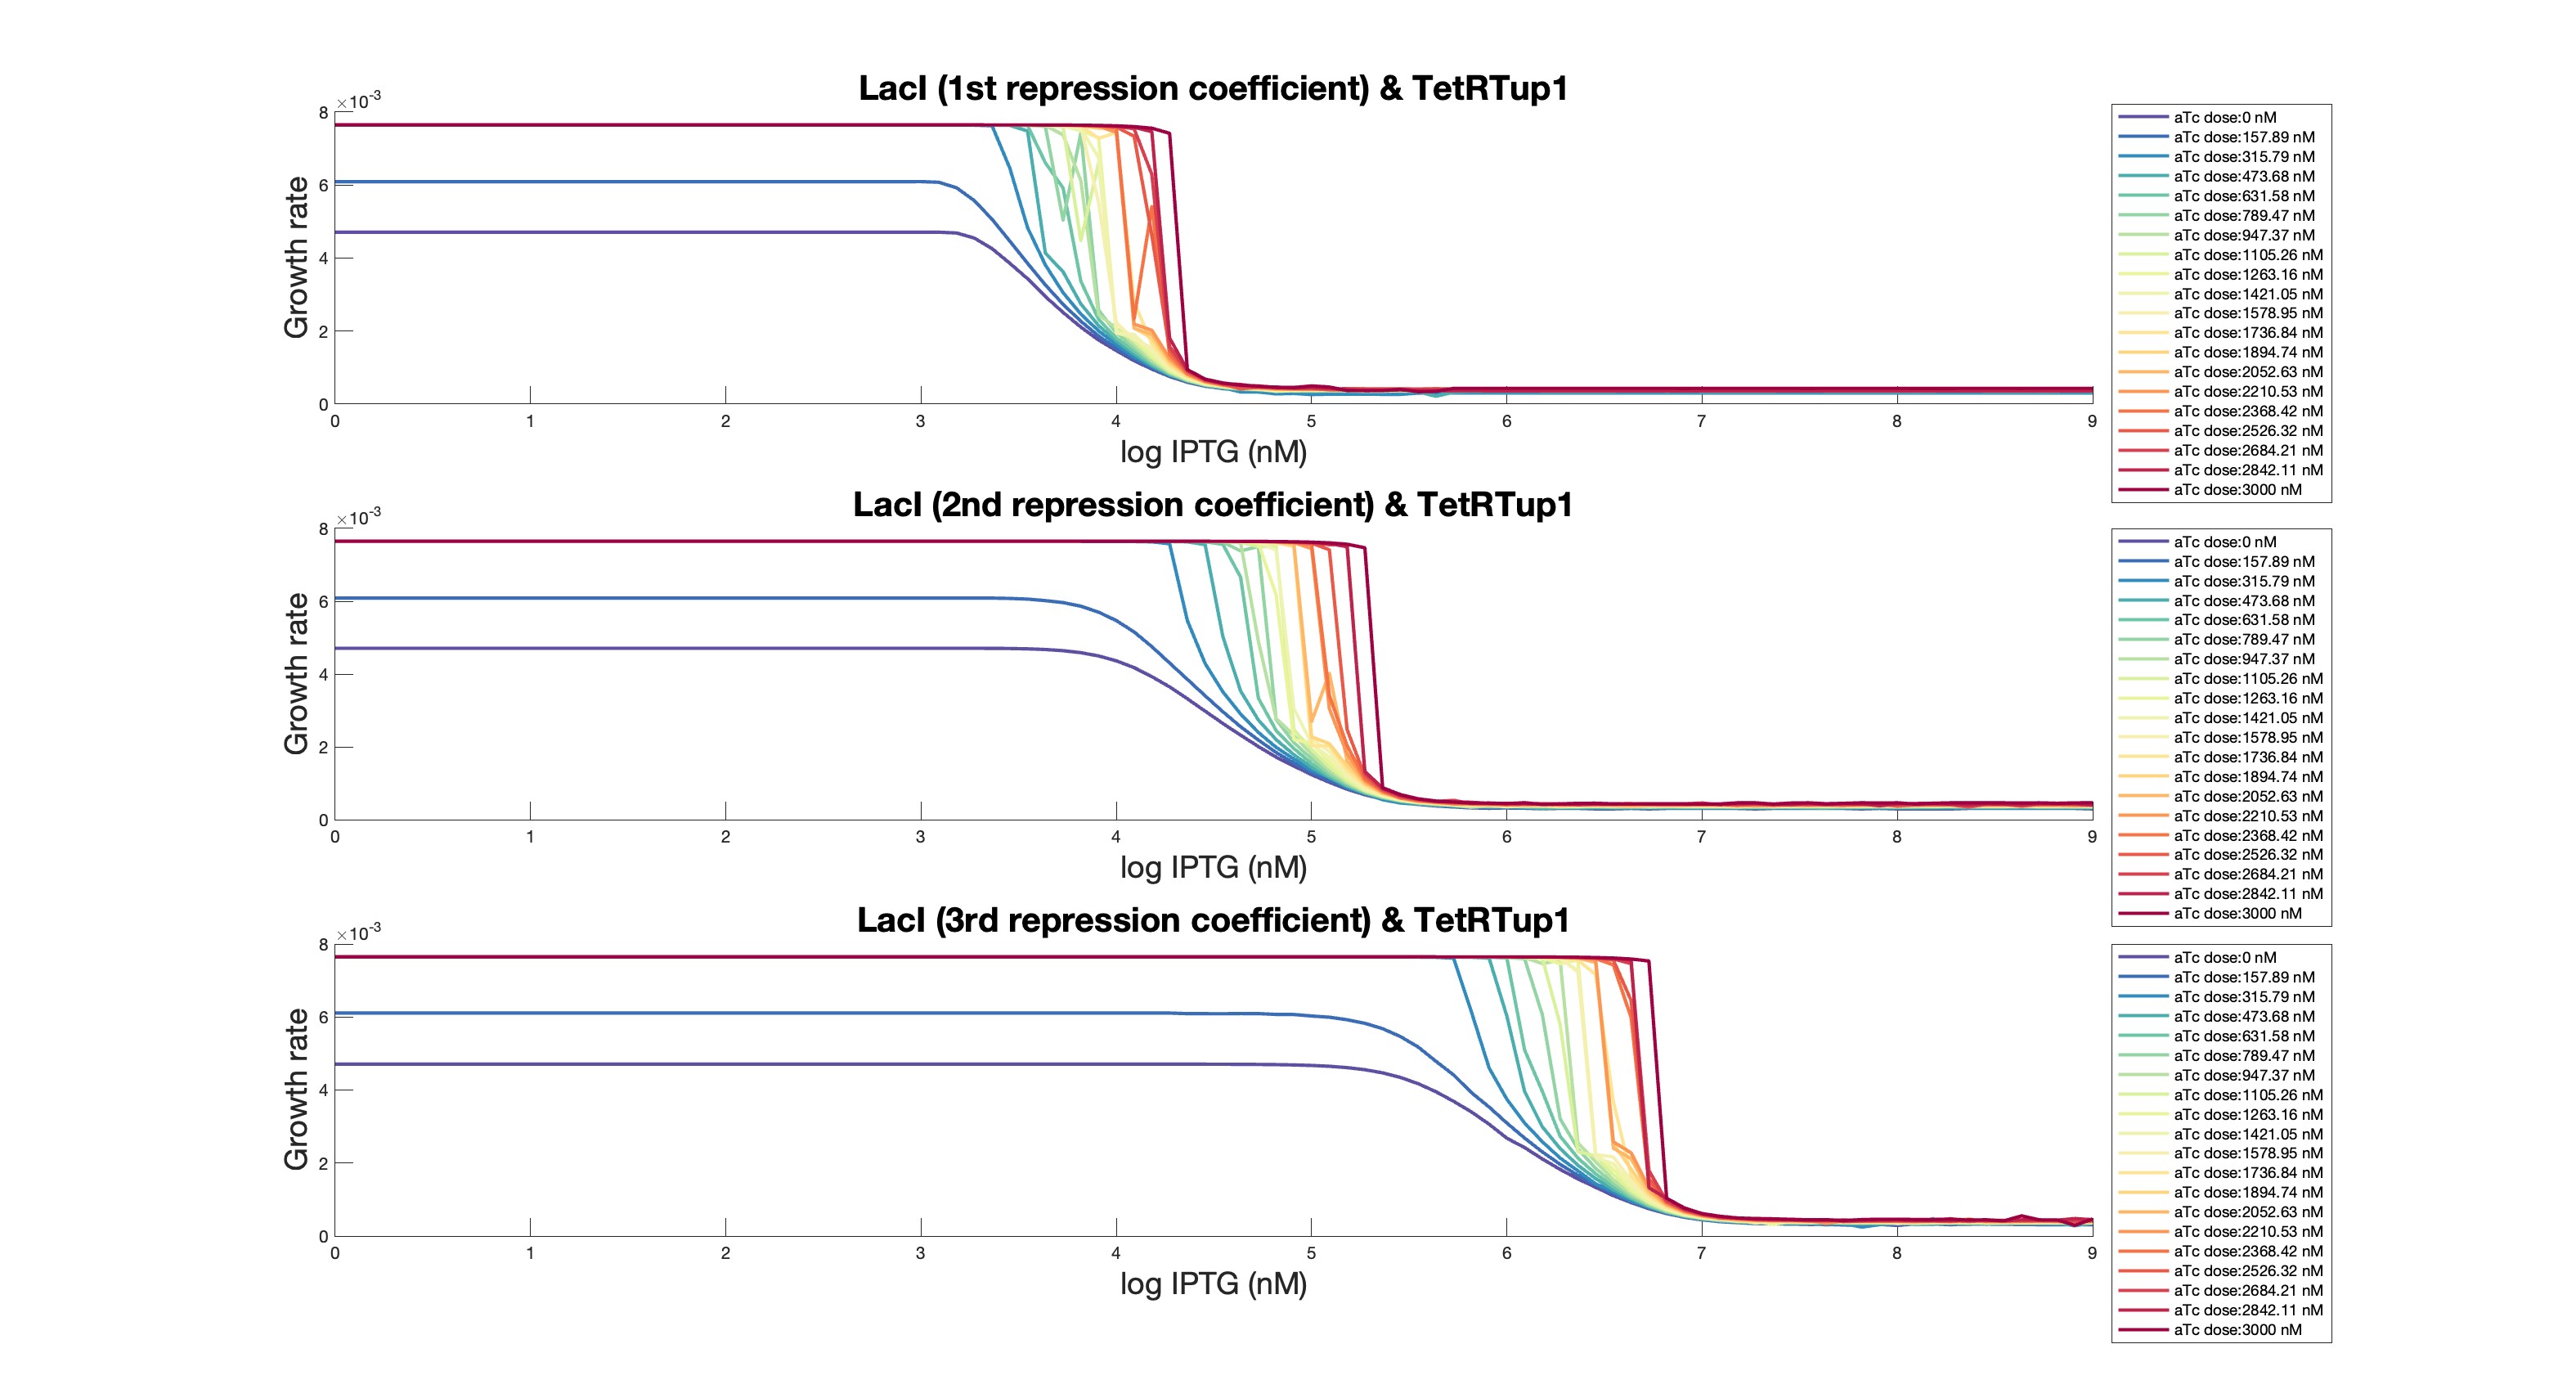 LacI (1st repression coefficient) & TetRTup1
×10-3
8
6
4
2
0
Growth rate
0 1 2 3 4 5 6 7 8 9
log IPTG (nM)
aTc dose:0 nM
aTc dose:157.89 nM
aTc dose:315.79 nM
aTc dose:473.68 nM
aTc dose:631.58 nM
aTc dose:789.47 nM
aTc dose:947.37 nM
aTc dose:1105.26 nM
aTc dose:1263.16 nM
aTc dose:1421.05 nM
aTc dose:1578.95 nM
aTc dose:1736.84 nM
aTc dose:1894.74 nM
aTc dose:2052.63 nM
aTc dose:2210.53 nM
aTc dose:2368.42 nM
aTc dose:2526.32 nM
aTc dose:2684.21 nM
aTc dose:2842.11 nM
aTc dose:3000 nM
LacI (2nd repression coefficient) & TetRTup1
×10-3
8
6
4
2
0
Growth rate
0 1 2 3 4 5 6 7 8 9
log IPTG (nM)
aTc dose:0 nM
aTc dose:157.89 nM
aTc dose:315.79 nM
aTc dose:473.68 nM
aTc dose:631.58 nM
aTc dose:789.47 nM
aTc dose:947.37 nM
aTc dose:1105.26 nM
aTc dose:1263.16 nM
aTc dose:1421.05 nM
aTc dose:1578.95 nM
aTc dose:1736.84 nM
aTc dose:1894.74 nM
aTc dose:2052.63 nM
aTc dose:2210.53 nM
aTc dose:2368.42 nM
aTc dose:2526.32 nM
aTc dose:2684.21 nM
aTc dose:2842.11 nM
aTc dose:3000 nM
LacI (3rd repression coefficient) & TetRTup1
×10-3
8
6
4
2
0
Growth rate
0 1 2 3 4 5 6 7 8 9
log IPTG (nM)
aTc dose:0 nM
aTc dose:157.89 nM
aTc dose:315.79 nM
aTc dose:473.68 nM
aTc dose:631.58 nM
aTc dose:789.47 nM
aTc dose:947.37 nM
aTc dose:1105.26 nM
aTc dose:1263.16 nM
aTc dose:1421.05 nM
aTc dose:1578.95 nM
aTc dose:1736.84 nM
aTc dose:1894.74 nM
aTc dose:2052.63 nM
aTc dose:2210.53 nM
aTc dose:2368.42 nM
aTc dose:2526.32 nM
aTc dose:2684.21 nM
aTc dose:2842.11 nM
aTc dose:3000 nM